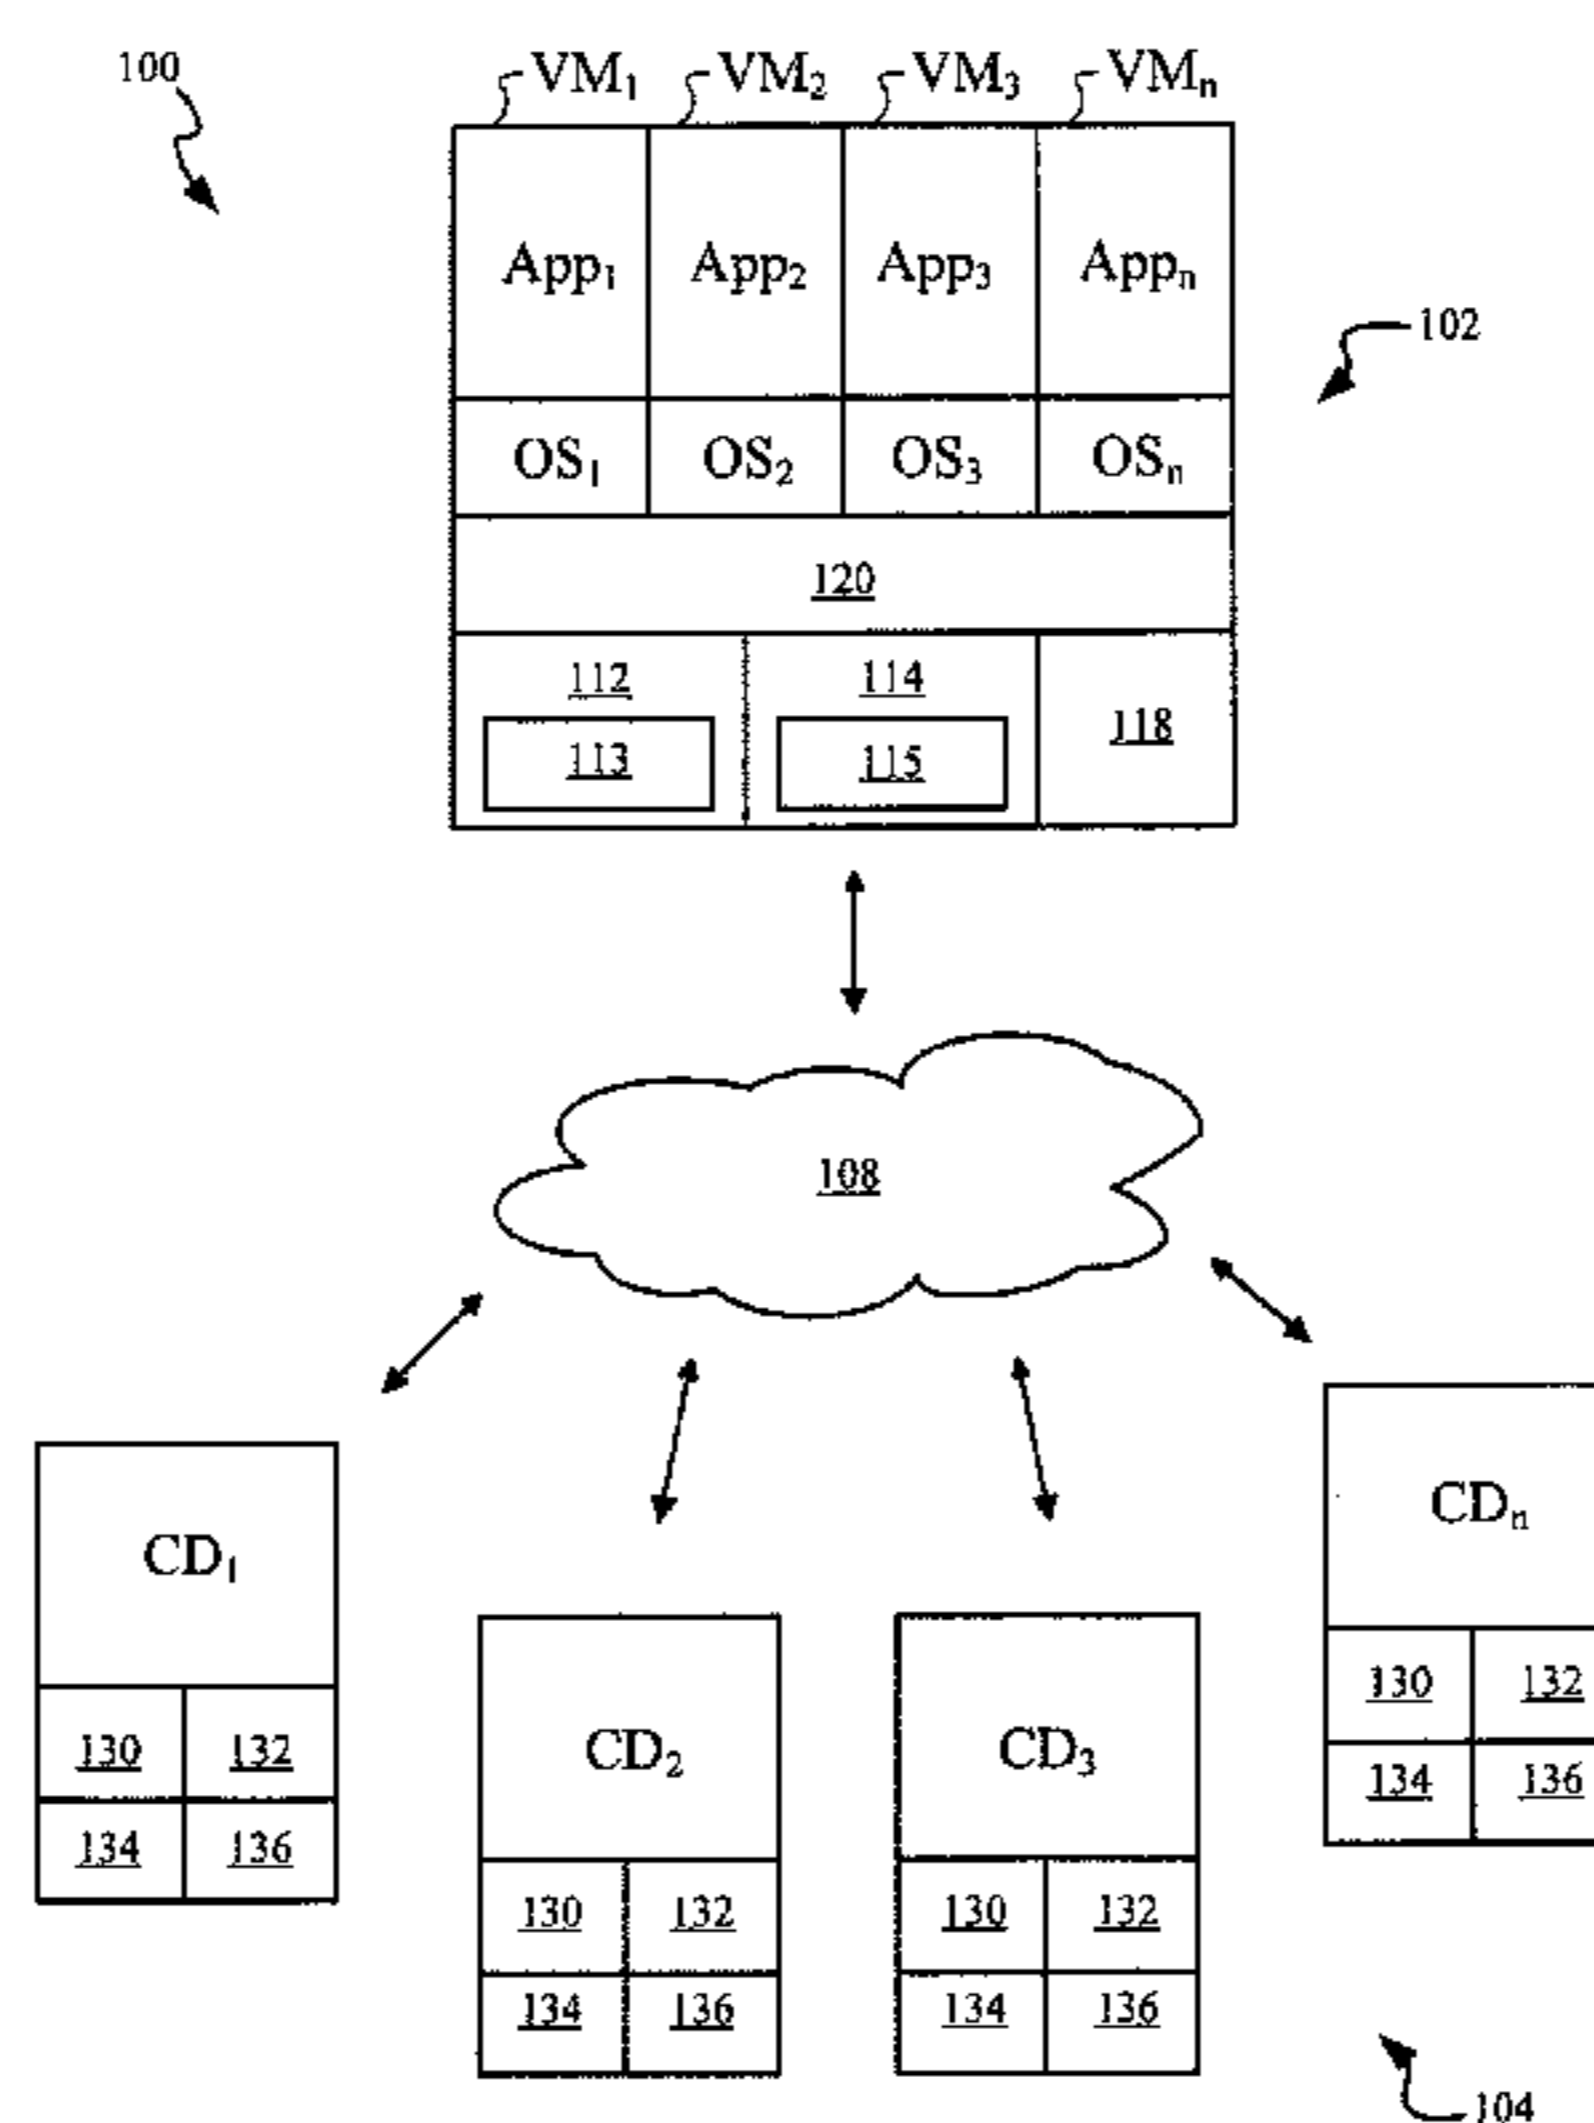 100
VM₁ VM₂ VM₃ VMₙ
App₁ App₂ App₃ Appₙ
102
OS₁ OS₂ OS₃ OSₙ
120
112 114
118
113 115
108
CDₙ
CD₁
130 132
CD₂ CD₃
130 132
134 136
134 136
130 132 130 132
134 136 134 136
104